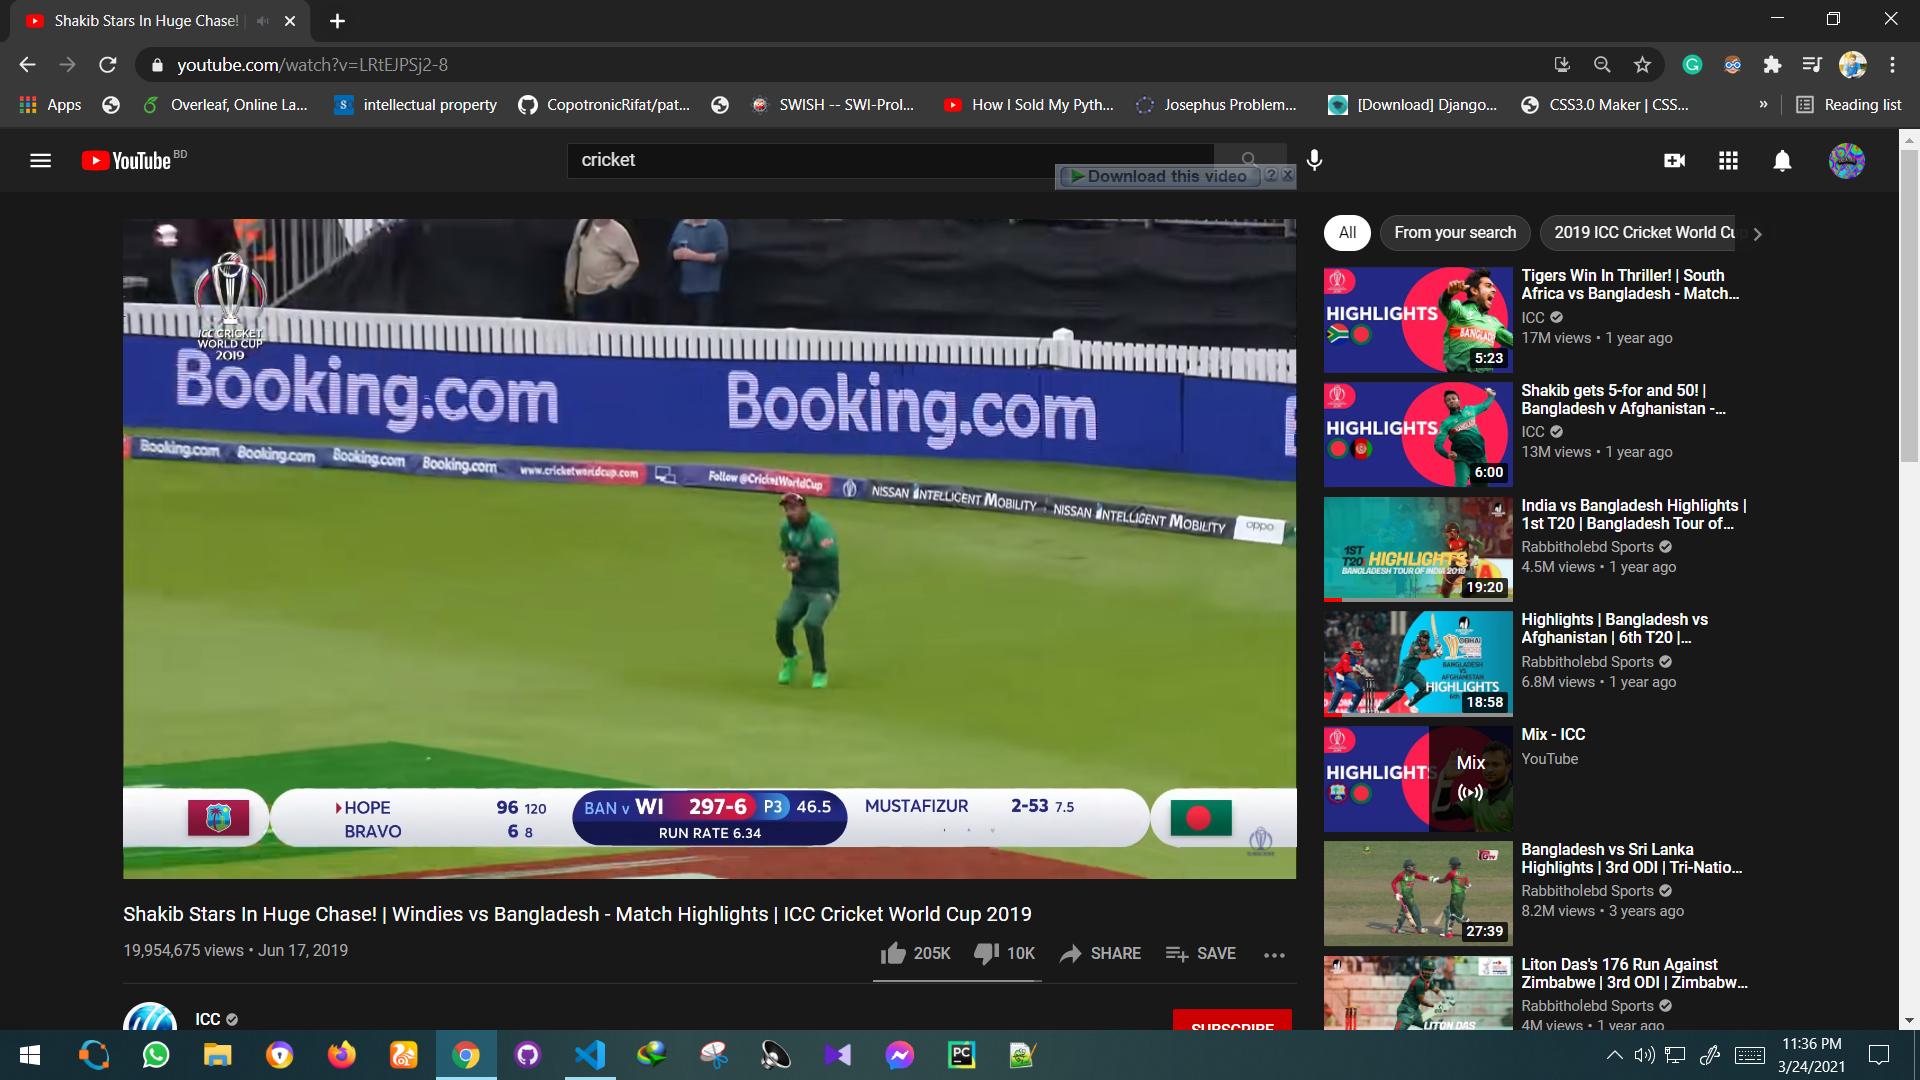 Shakib Stars In Huge Chase!
youtube.com/watch?v=LRtEJPSj2-8
Apps
Overleaf, Online La...
intellectual property
CopotronicRifat/pat...
SWISH -- SWI-Prol...
How I Sold My Pyth...
Josephus Problem...
[Download] Django...
CSS3.0 Maker | CSS...
»
Reading list
YouTube BD
cricket
Download this video ? X
All
From your search
2019 ICC Cricket World Cup
ICC CRICKET
WORLD CUP
2019
Booking.com Booking.com
Booking.com Booking.com Booking.com Booking.com www.cricketworldcup.com Follow @CricketWorldCup NISSAN INTELLIGENT MOBILITY NISSAN INTELLIGENT MOBILITY oppo
HOPE 96 120
BRAVO 6 8
BAN v WI 297-6 P3 46.5
RUN RATE 6.34
MUSTAFIZUR 2-53 7.5
Shakib Stars In Huge Chase! | Windies vs Bangladesh - Match Highlights | ICC Cricket World Cup 2019
19,954,675 views • Jun 17, 2019
205K
10K
SHARE
SAVE
ICC
SUBSCRIBE
HIGHLIGHTS
BANGLADESH
5:23
Tigers Win In Thriller! | South
Africa vs Bangladesh - Match...
ICC
17M views • 1 year ago
HIGHLIGHTS
6:00
Shakib gets 5-for and 50! |
Bangladesh v Afghanistan -...
ICC
13M views • 1 year ago
1ST
T20 HIGHLIGHTS
BANGLADESH TOUR OF INDIA 2019
19:20
India vs Bangladesh Highlights |
1st T20 | Bangladesh Tour of...
Rabbitholebd Sports
4.5M views • 1 year ago
BANGLADESH
VS
AFGHANISTAN
HIGHLIGHTS
18:58
Highlights | Bangladesh vs
Afghanistan | 6th T20 |...
Rabbitholebd Sports
6.8M views • 1 year ago
HIGHLIGHTS
Mix
Mix - ICC
YouTube
27:39
Bangladesh vs Sri Lanka
Highlights | 3rd ODI | Tri-Natio...
Rabbitholebd Sports
8.2M views • 3 years ago
LITON DAS
Liton Das's 176 Run Against
Zimbabwe | 3rd ODI | Zimbabw...
Rabbitholebd Sports
4M views • 1 year ago
PC
11:36 PM
3/24/2021